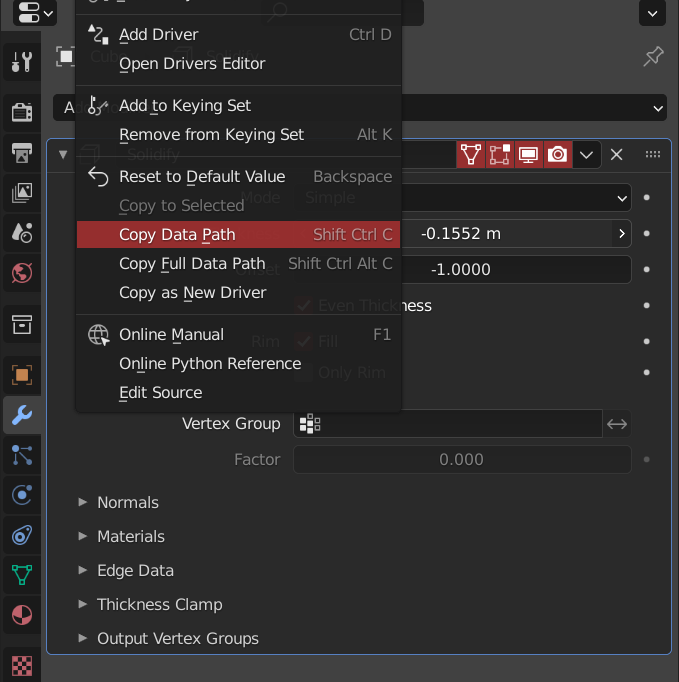 Add Driver Ctrl D
Open Drivers Editor
Add to Keying Set
Remove from Keying Set Alt K
Solidify
Reset to Default Value Backspace
Mode Simple
Copy to Selected
Copy Data Path Shift Ctrl C
-0.1552 m
Copy Full Data Path Shift Ctrl Alt C
Offset -1.0000
Copy as New Driver
Even Thickness
Online Manual F1
Rim Fill
Online Python Reference
Only Rim
Edit Source
Vertex Group
Factor 0.000
Normals
Materials
Edge Data
Thickness Clamp
Output Vertex Groups